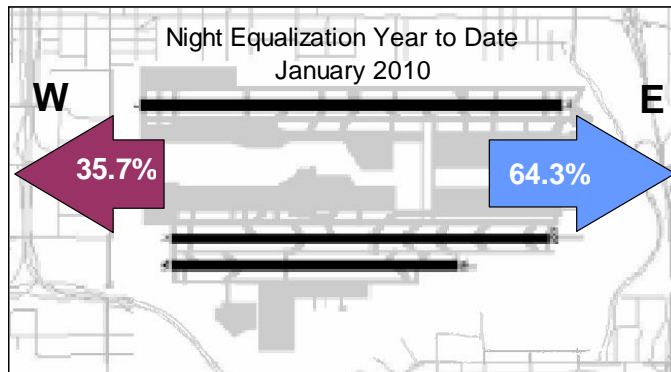 Night Equalization Year to Date
January 2010
W
E
35.7%
64.3%